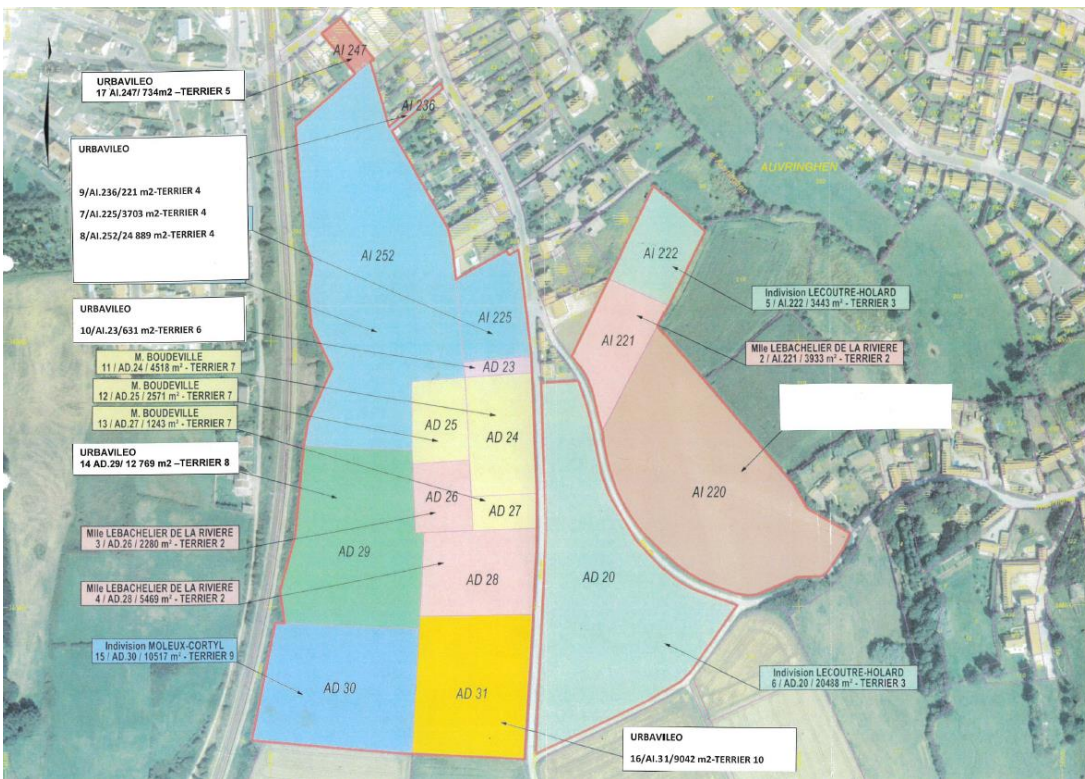 AI 247
URBAVILEO
17 AI.247/ 734m2 –TERRIER 5
AI 236
URBAVILEO
9/AI.236/221 m2-TERRIER 4
7/AI.225/3703 m2-TERRIER 4
8/AI.252/24 889 m2-TERRIER 4
AUVRINGHEN
AI 252
AI 222
AI 225
Indivision LECOUTRE-HOLARD
5 / AI.222 / 3443 m² - TERRIER 3
URBAVILEO
10/AI.23/631 m2-TERRIER 6
AI 221
Mlle LEBACHELIER DE LA RIVIERE
2 / AI.221 / 3933 m² - TERRIER 2
M. BOUDEVILLE
11 / AD.24 / 4518 m² - TERRIER 7
AD 23
M. BOUDEVILLE
12 / AD.25 / 2571 m² - TERRIER 7
M. BOUDEVILLE
13 / AD.27 / 1243 m² - TERRIER 7
AD 25
AD 24
URBAVILEO
14 AD.29/ 12 769 m2 –TERRIER 8
AI 220
AD 26
AD 27
Mlle LEBACHELIER DE LA RIVIERE
3 / AD.26 / 2280 m² - TERRIER 2
AD 29
AD 28
AD 20
Mlle LEBACHELIER DE LA RIVIERE
4 / AD.28 / 5469 m² - TERRIER 2
Indivision MOLEUX-CORTYL
15 / AD.30 / 10517 m² - TERRIER 9
AD 30
AD 31
Indivision LECOUTRE-HOLARD
6 / AD.20 / 20488 m² - TERRIER 3
URBAVILEO
16/AI.31/9042 m2-TERRIER 10